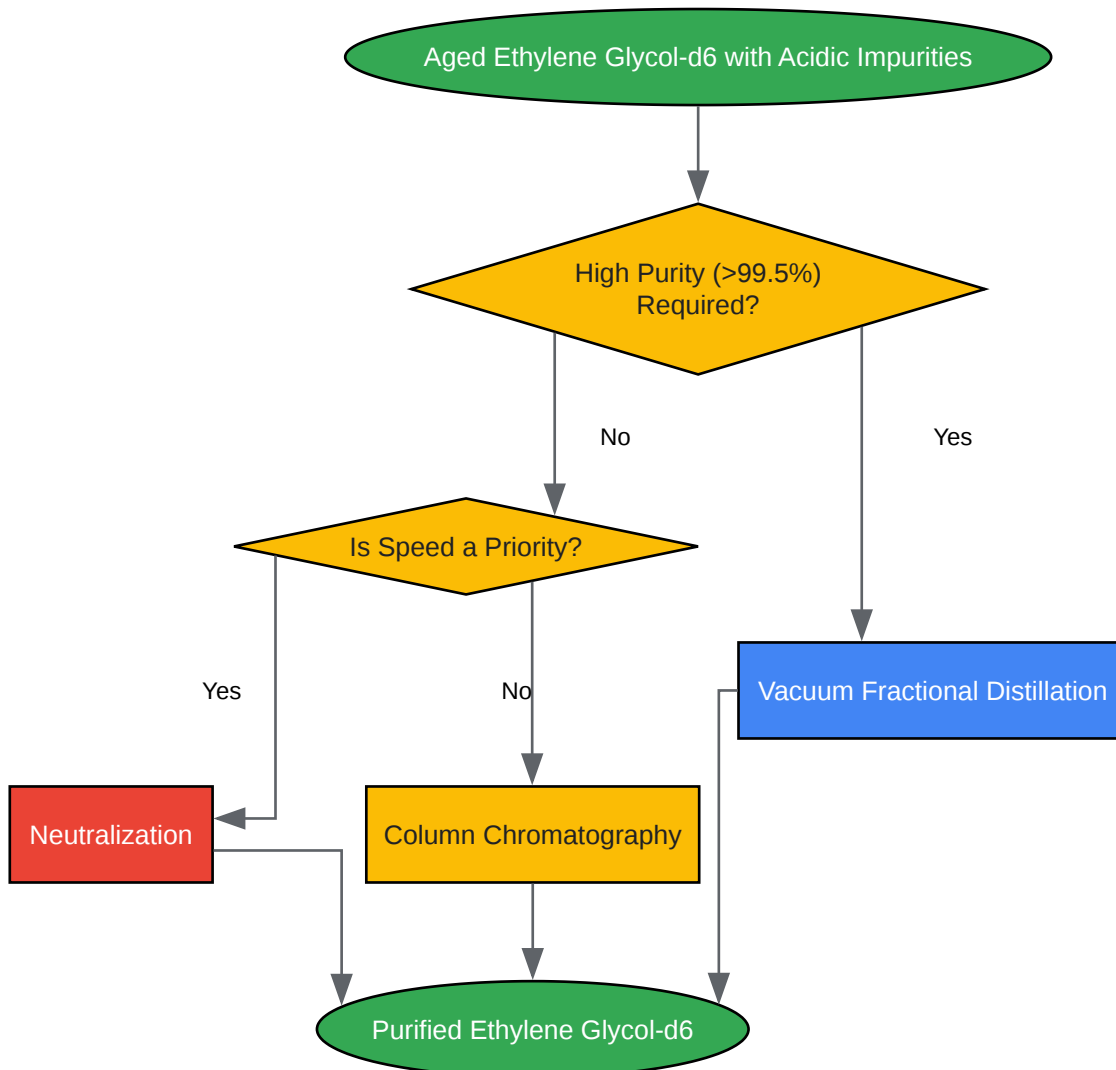 Aged Ethylene Glycol-d6 with Acidic Impurities
High Purity (>99.5%)
Required?
No
Yes
Is Speed a Priority?
Yes
No
Vacuum Fractional Distillation
Neutralization
Column Chromatography
Purified Ethylene Glycol-d6